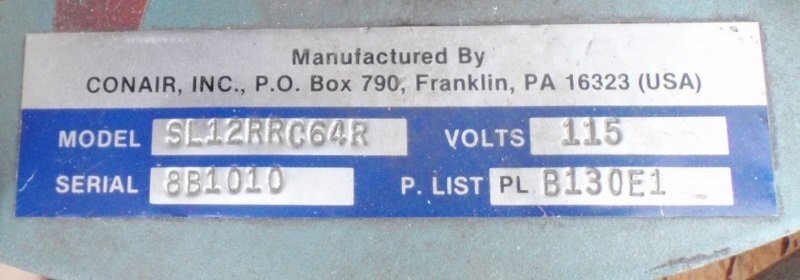 Manufactured By
CONAIR, INC., P.O. Box 790, Franklin, PA 16323 (USA)
MODEL SL12RRC64R VOLTS 115
SERIAL 8B1010 P. LIST PL B130E1